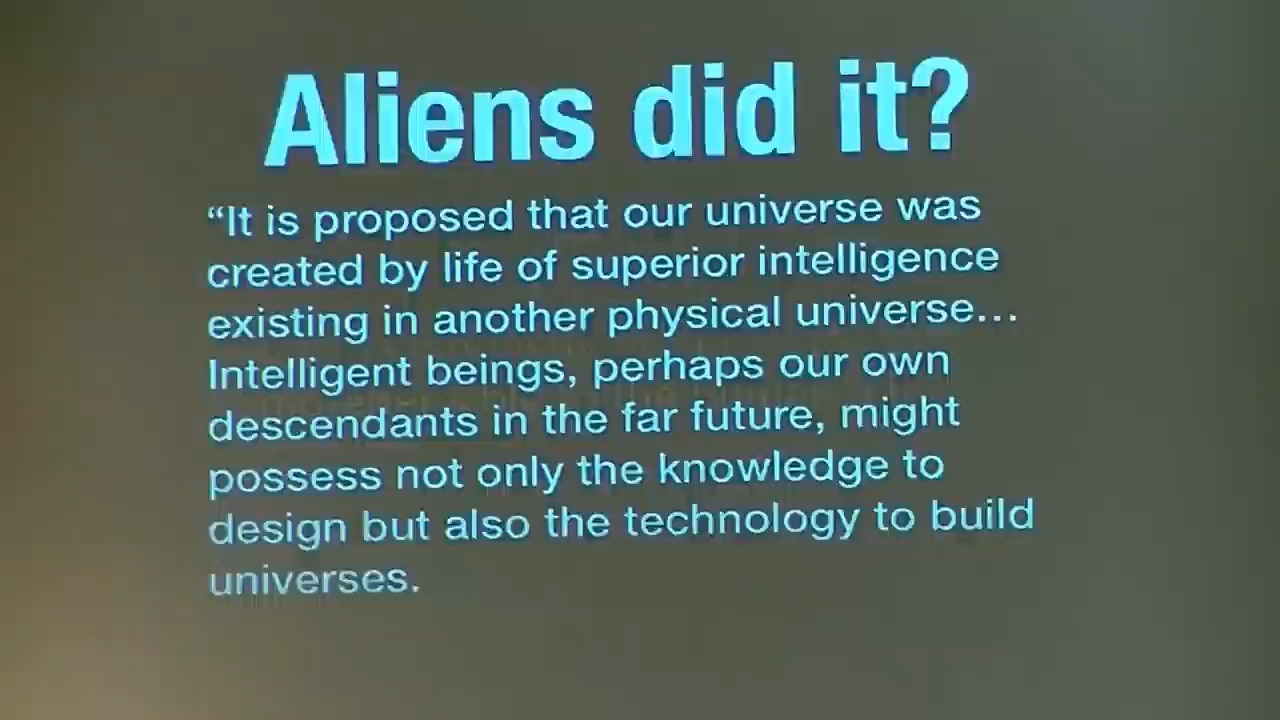 Aliens did it?
“It is proposed that our universe was
created by life of superior intelligence
existing in another physical universe...
Intelligent beings, perhaps our own
descendants in the far future, might
possess not only the knowledge to
design but also the technology to build
universes.